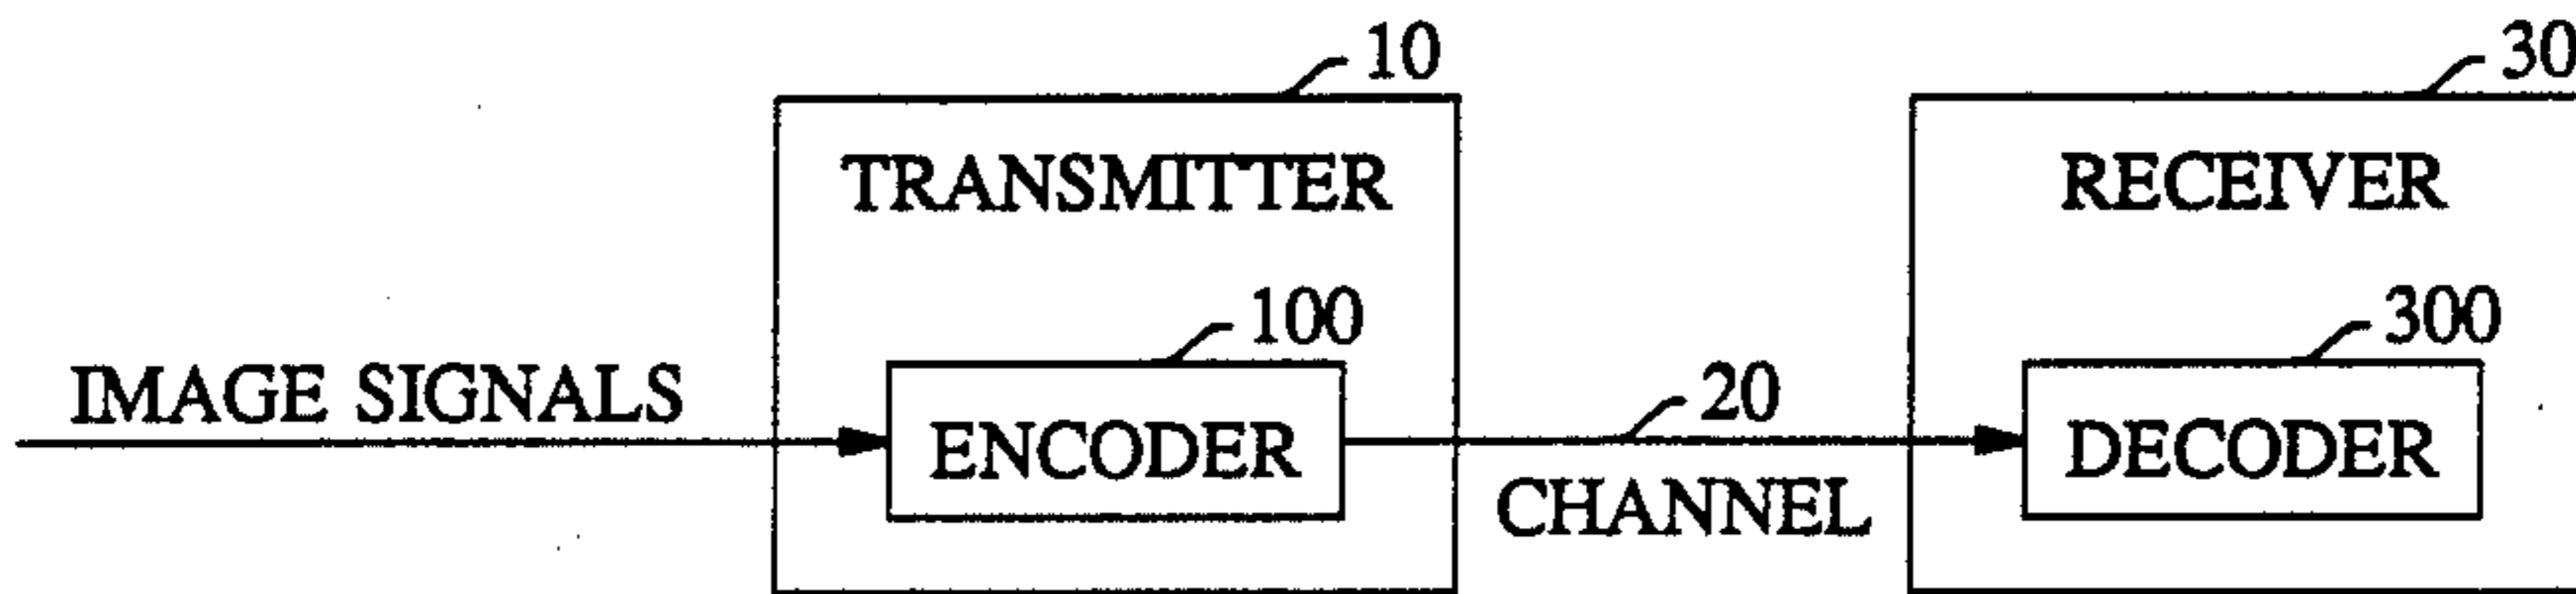 10
30
TRANSMITTER
RECEIVER
100
300
IMAGE SIGNALS
20
ENCODER
DECODER
CHANNEL